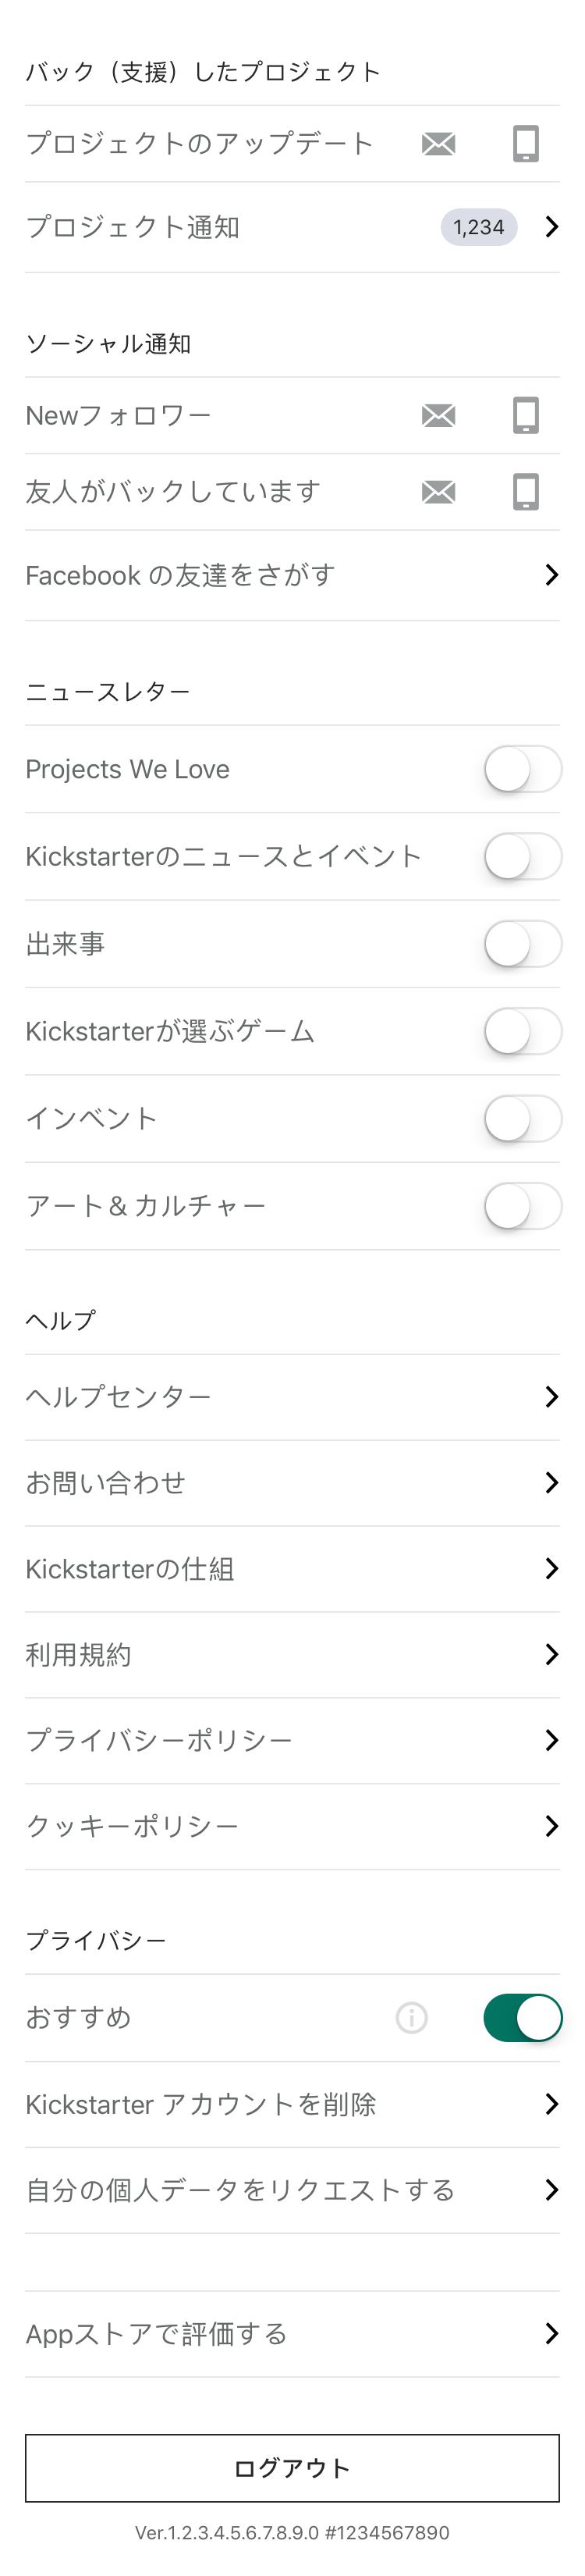 バック（支援）したプロジェクト
プロジェクトのアップデート
プロジェクト通知 1,234
ソーシャル通知
Newフォロワー
友人がバックしています
Facebook の友達をさがす
ニュースレター
Projects We Love
Kickstarterのニュースとイベント
出来事
Kickstarterが選ぶゲーム
インベント
アート& カルチャー
ヘルプ
ヘルプセンター
お問い合わせ
Kickstarterの仕組
利用規約
プライバシーポリシー
クッキーポリシー
プライバシー
おすすめ
Kickstarter アカウントを削除
自分の個人データをリクエストする
Appストアで評価する
ログアウト
Ver.1.2.3.4.5.6.7.8.9.0 #1234567890